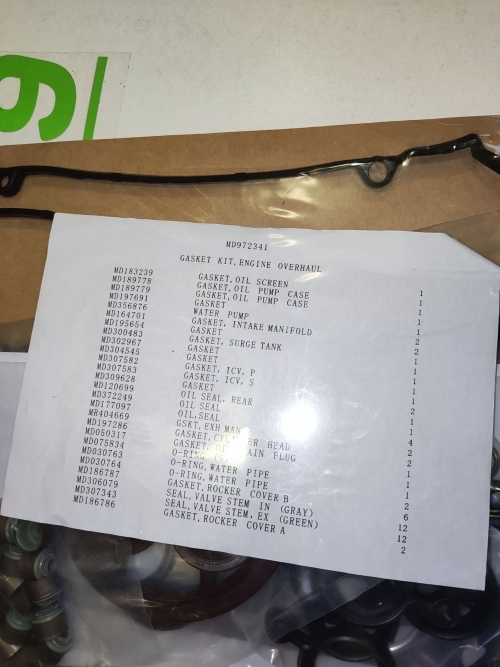 9
MD972341
GASKET KIT, ENGINE OVERHAUL
MD183239 GASKET, OIL SCREEN 1
MD189778 GASKET, OIL PUMP CASE 1
MD189779 GASKET, OIL PUMP CASE 1
MD197691 GASKET 1
MD356876 WATER PUMP 1
MD164701 GASKET, INTAKE MANIFOLD 2
MD195654 GASKET 2
MD300483 GASKET, SURGE TANK 1
MD302967 GASKET 1
MD304545 GASKET 1
MD307582 GASKET, ICV, P 1
MD307583 GASKET, ICV, S 1
MD309628 GASKET 2
MD120699 OIL SEAL, REAR 1
MD372249 OIL SEAL 1
MD177097 OIL, SEAL 4
MR404669 GSKT, EXH MAN 2
MD197286 GASKET, HEAD 2
MD050317 GASKET, PLUG 1
MD075834 O-RING 1
MD030763 O-RING, WATER PIPE 1
MD030764 O-RING, WATER PIPE 2
MD186787 GASKET, ROCKER COVER B 6
MD306079 SEAL, VALVE STEM IN (GRAY) 12
MD307343 SEAL, VALVE STEM, EX (GREEN) 12
MD186786 GASKET, ROCKER COVER A 2